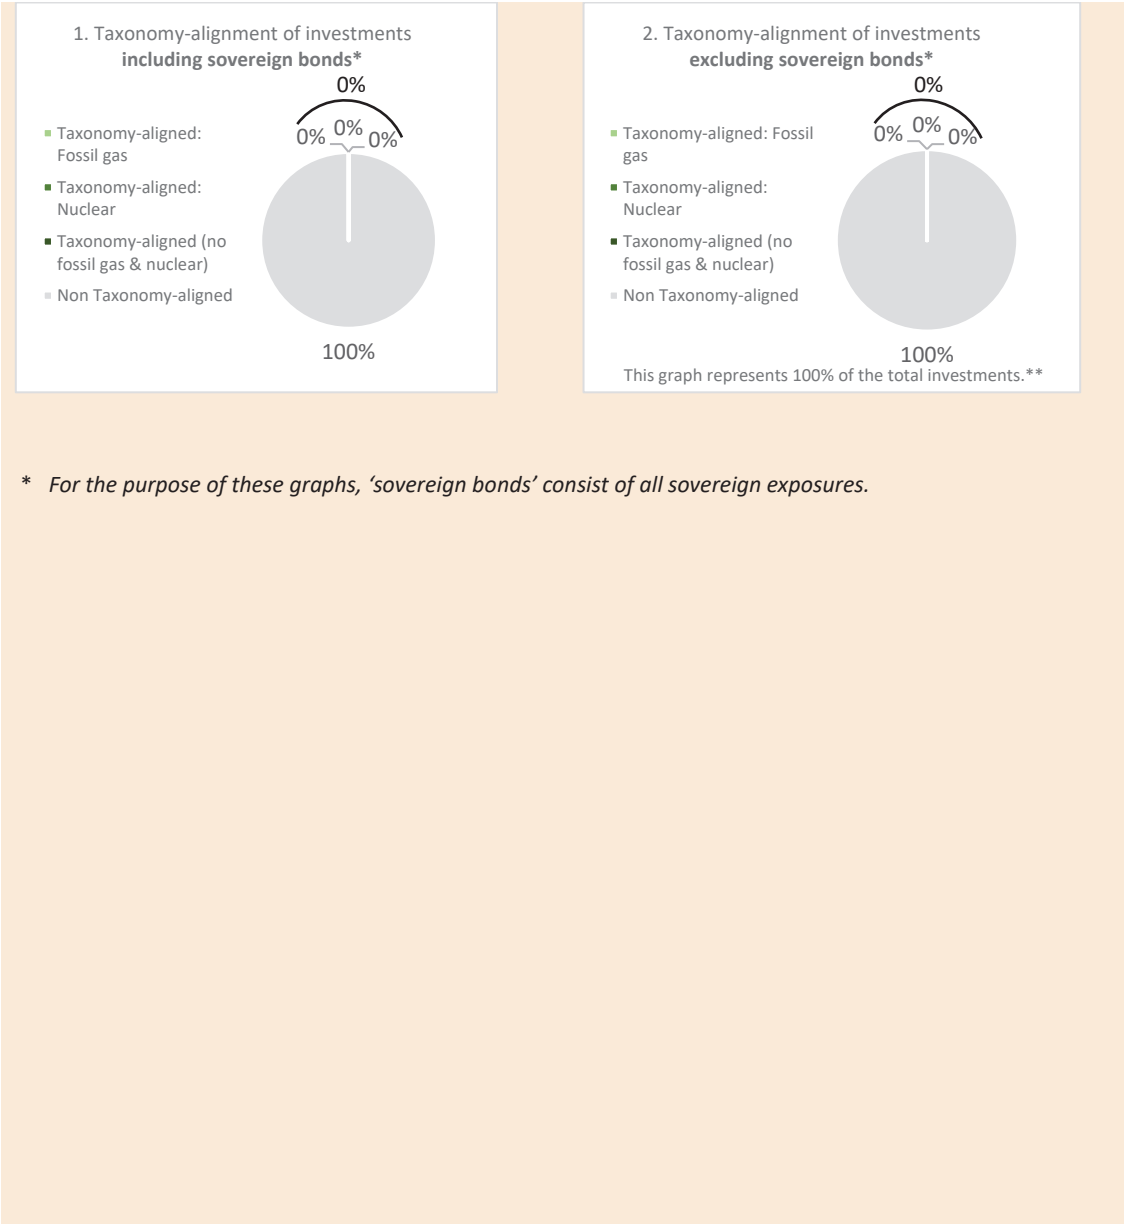 1. Taxonomy-alignment of investments
including sovereign bonds*
0%
0% 0% 0%
Taxonomy-aligned:
Fossil gas
Taxonomy-aligned:
Nuclear
Taxonomy-aligned (no
fossil gas & nuclear)
Non Taxonomy-aligned
100%
2. Taxonomy-alignment of investments
excluding sovereign bonds*
0%
0% 0% 0%
Taxonomy-aligned: Fossil
gas
Taxonomy-aligned:
Nuclear
Taxonomy-aligned (no
fossil gas & nuclear)
Non Taxonomy-aligned
100%
This graph represents 100% of the total investments.**
* For the purpose of these graphs, ‘sovereign bonds’ consist of all sovereign exposures.